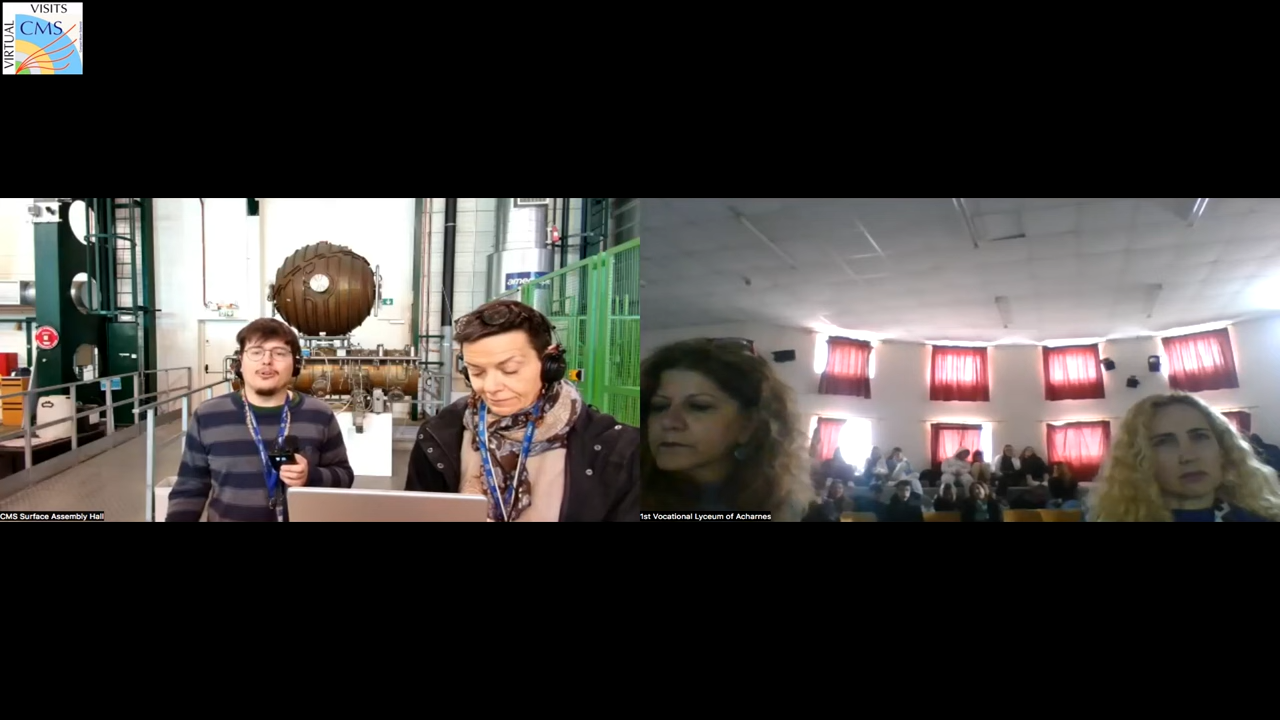 VISITS
CMS
VIRTUAL
CMS Surface Assembly Hall
1st Vocational Lyceum of Acharnes